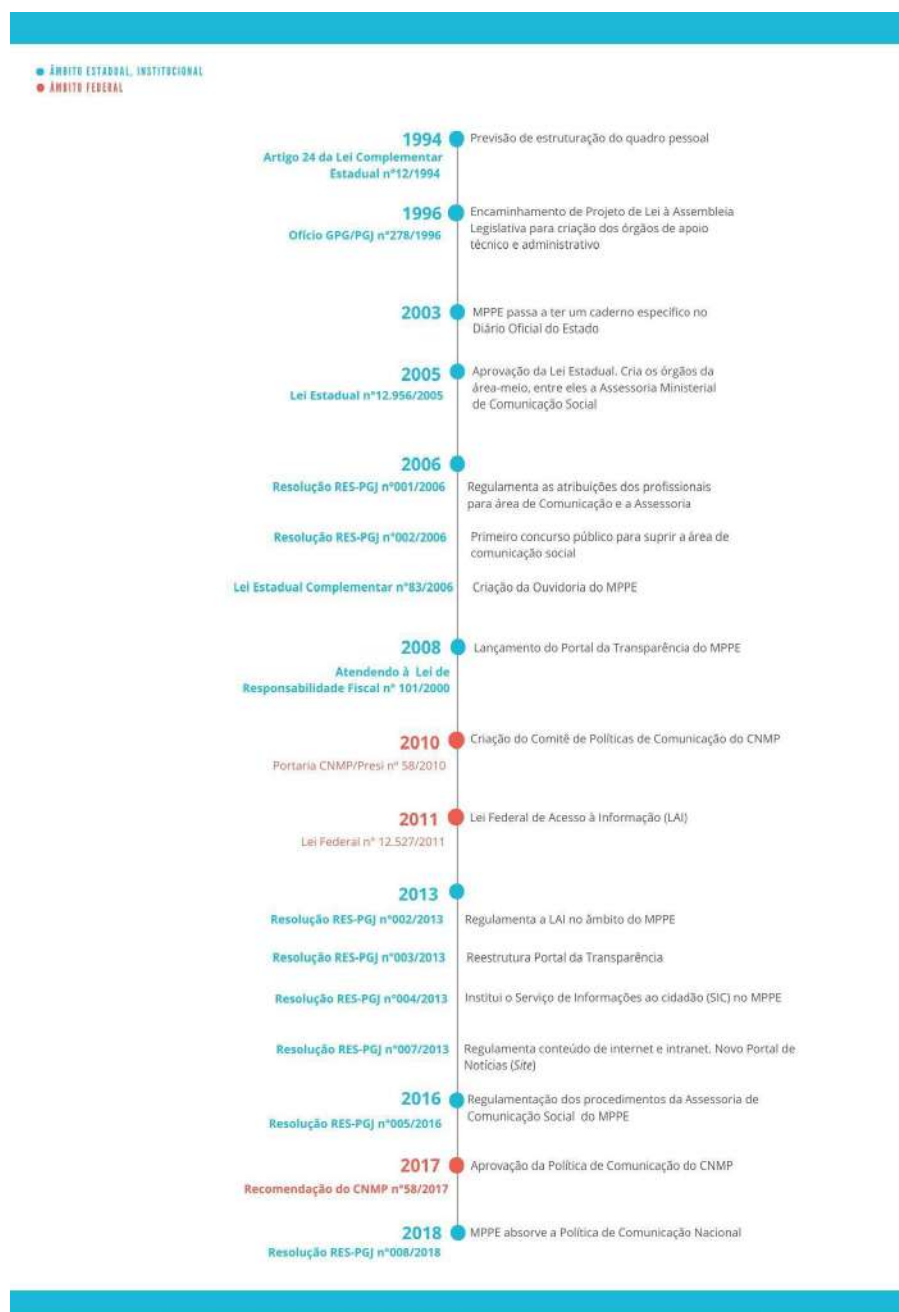 ÂMBITO ESTADUAL, INSTITUCIONAL
ÂMBITO FEDERAL
1994
Artigo 24 da Lei Complementar
Estadual nº12/1994
Previsão de estruturação do quadro pessoal
1996
Ofício GPG/PGJ nº278/1996
Encaminhamento de Projeto de Lei à Assembleia
Legislativa para criação dos órgãos de apoio
técnico e administrativo
2003
MPPE passa a ter um caderno específico no
Diário Oficial do Estado
2005
Lei Estadual nº12.956/2005
Aprovação da Lei Estadual. Cria os órgãos da
área-meio, entre eles a Assessoria Ministerial
de Comunicação Social
2006
Resolução RES-PGJ nº001/2006
Regulamenta as atribuições dos profissionais
para área de Comunicação e a Assessoria
Resolução RES-PGJ nº002/2006
Primeiro concurso público para suprir a área de
comunicação social
Lei Estadual Complementar nº83/2006
Criação da Ouvidoria do MPPE
2008
Atendendo à Lei de
Responsabilidade Fiscal nº 101/2000
Lançamento do Portal da Transparência do MPPE
2010
Portaria CNMP/Presi nº 58/2010
Criação do Comitê de Políticas de Comunicação do CNMP
2011
Lei Federal nº 12.527/2011
Lei Federal de Acesso à Informação (LAI)
2013
Resolução RES-PGJ nº002/2013
Regulamenta a LAI no âmbito do MPPE
Resolução RES-PGJ nº003/2013
Reestrutura Portal da Transparência
Resolução RES-PGJ nº004/2013
Institui o Serviço de Informações ao cidadão (SIC) no MPPE
Resolução RES-PGJ nº007/2013
Regulamenta conteúdo de internet e intranet. Novo Portal de
Notícias (Site)
2016
Resolução RES-PGJ nº005/2016
Regulamentação dos procedimentos da Assessoria de
Comunicação Social do MPPE
2017
Recomendação do CNMP nº58/2017
Aprovação da Política de Comunicação do CNMP
2018
Resolução RES-PGJ nº008/2018
MPPE absorve a Política de Comunicação Nacional